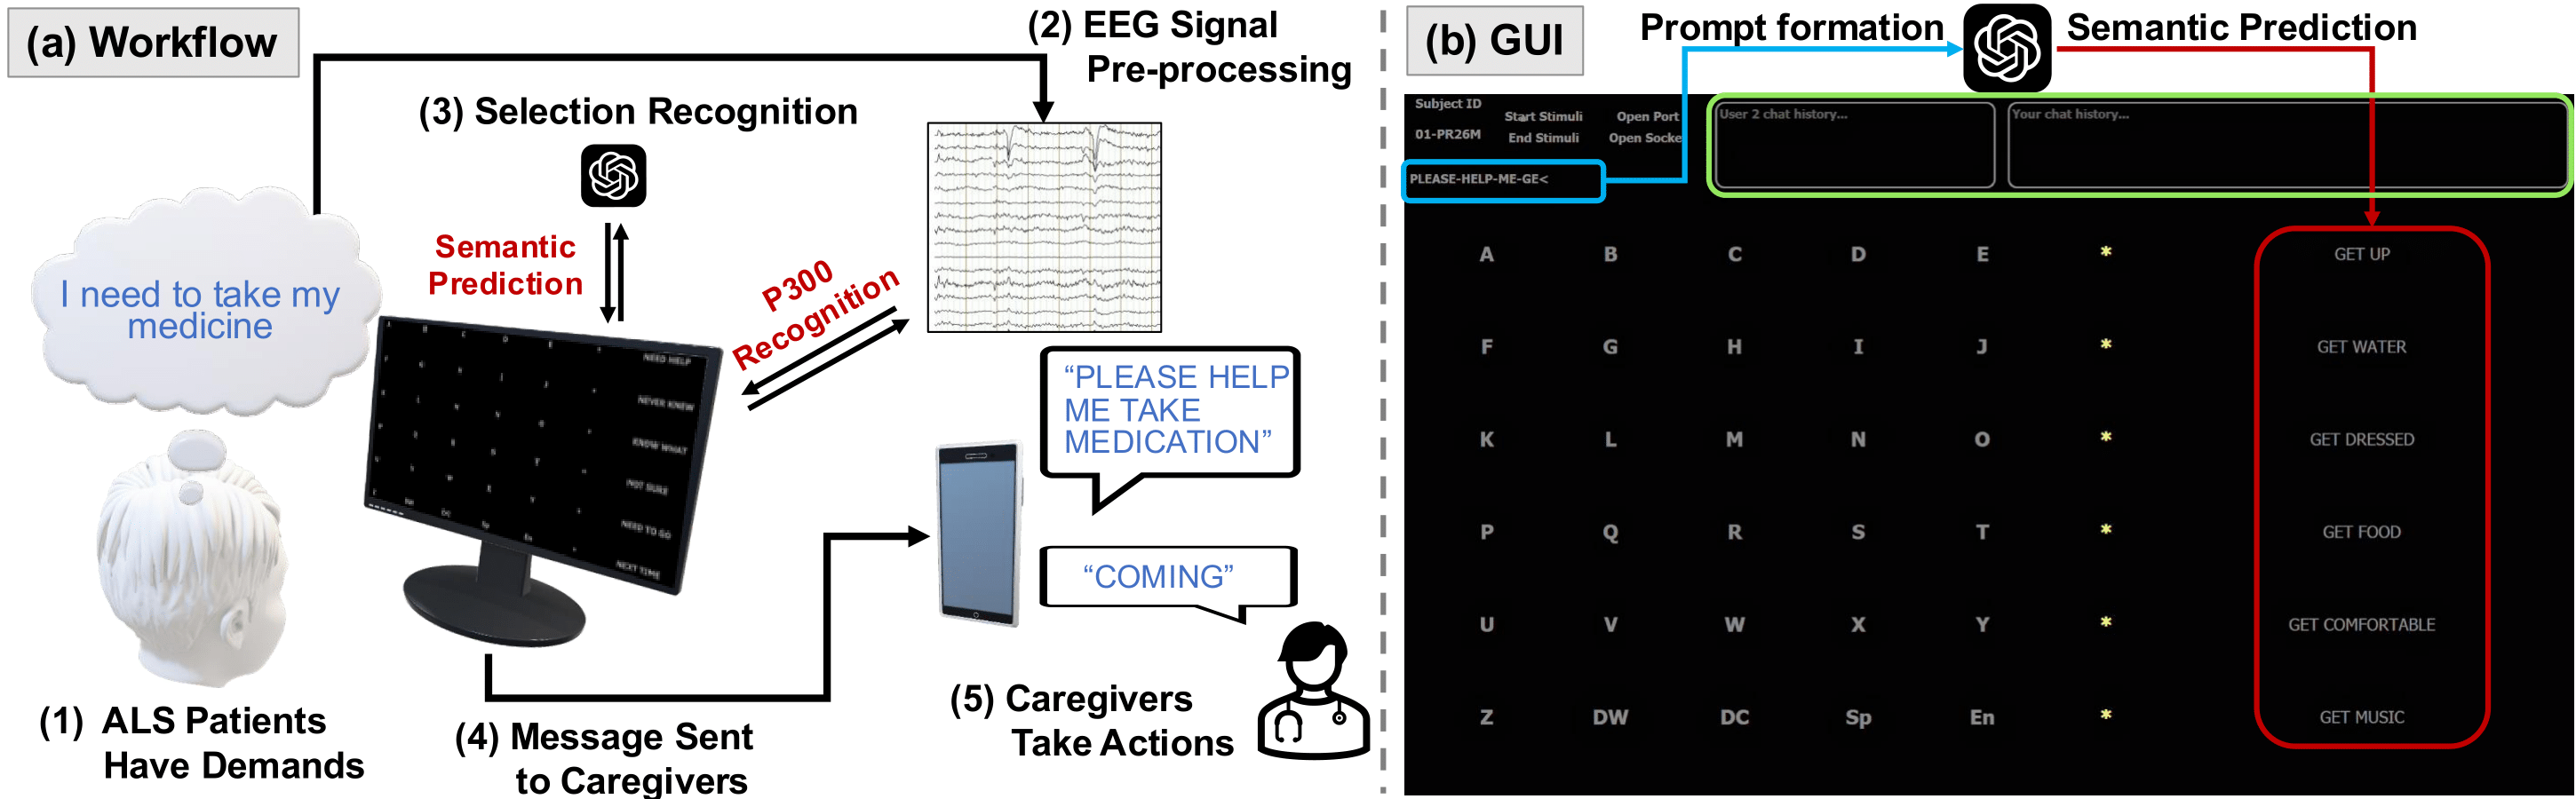 (a) Workflow
(2) EEG Signal
Pre-processing
(3) Selection Recognition
Semantic
Prediction
P300
Recognition
I need to take my
medicine
NEED HELP
NEVER KNEW
KNOW WHAT
NOT SURE
NEED TO GO
NEXT TIME
“PLEASE HELP
ME TAKE
MEDICATION”
“COMING”
(1) ALS Patients
Have Demands
(4) Message Sent
to Caregivers
(5) Caregivers
Take Actions
(b) GUI
Prompt formation
Semantic Prediction
Subject ID
01-PR26M
Start Stimuli
End Stimuli
Open Port
Open Socke
User 2 chat history...
Your chat history...
PLEASE-HELP-ME-GE<
A B C D E * GET UP
F G H I J * GET WATER
K L M N O * GET DRESSED
P Q R S T * GET FOOD
U V W X Y * GET COMFORTABLE
Z DW DC Sp En * GET MUSIC